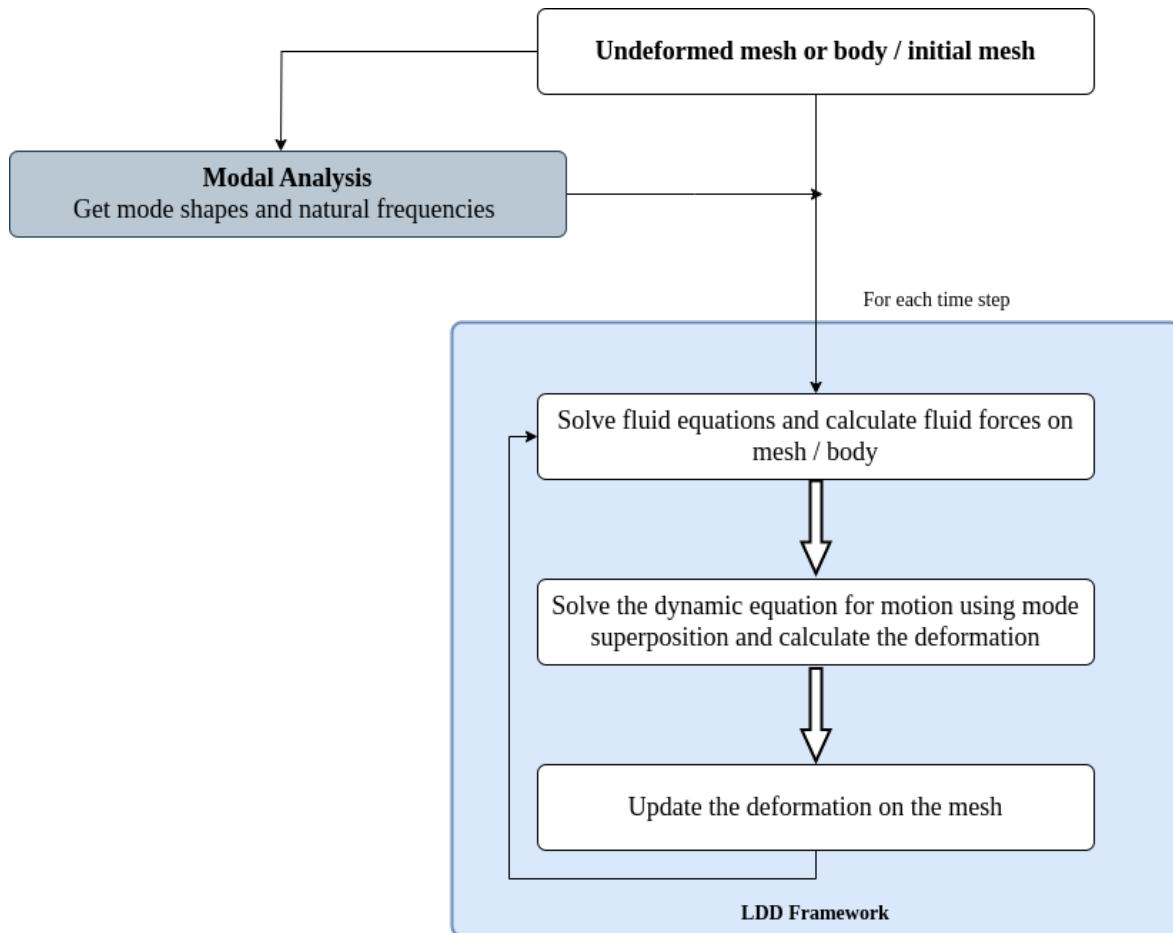 Undeformed mesh or body / initial mesh
Modal Analysis
Get mode shapes and natural frequencies
For each time step
Solve fluid equations and calculate fluid forces on
mesh / body
Solve the dynamic equation for motion using mode
superposition and calculate the deformation
Update the deformation on the mesh
LDD Framework